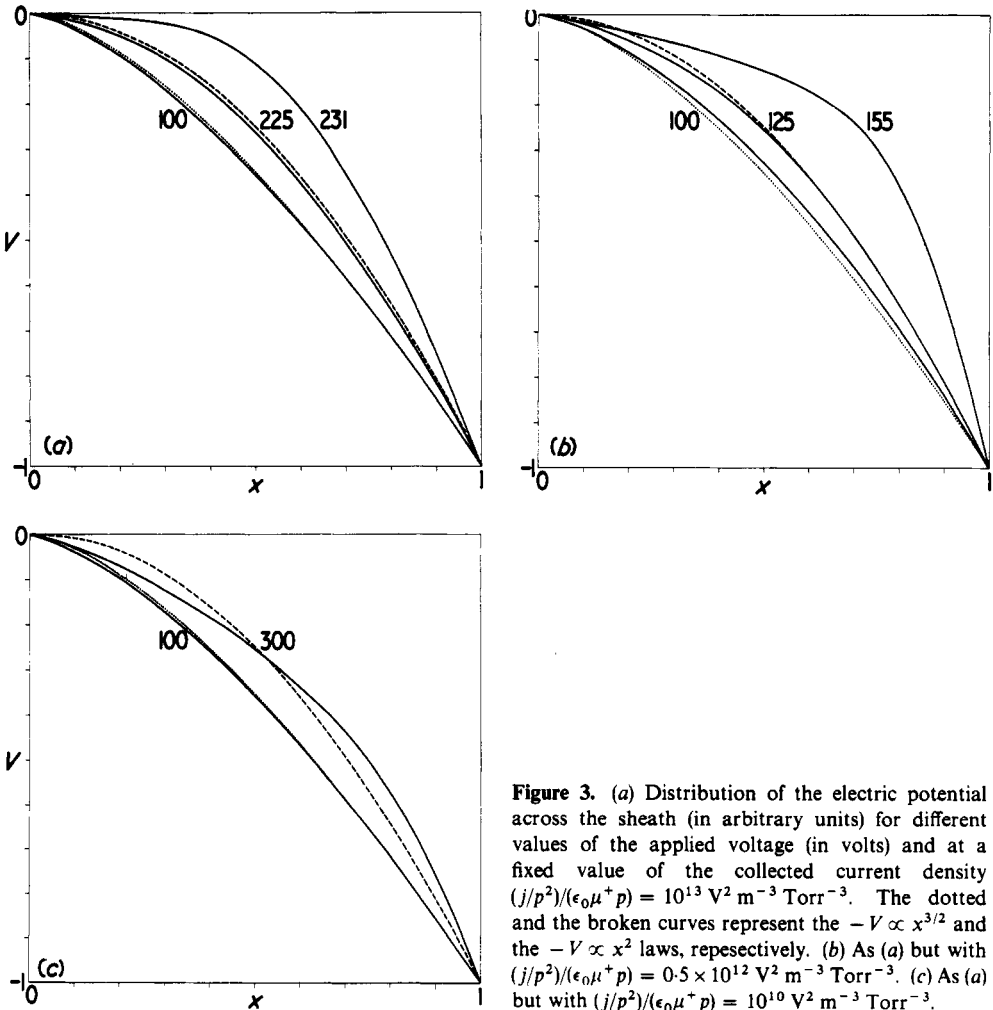 0
100
225
231
V
(a)
-1
0
x
1
0
100
125
155
(b)
-1
0
x
1
0
100
300
V
(c)
-1
0
x
1
Figure 3. (a) Distribution of the electric potential
across the sheath (in arbitrary units) for different
values of the applied voltage (in volts) and at a
fixed value of the collected current density
(j/p²)/(ϵ₀μ⁺p) = 10¹³ V² m⁻³ Torr⁻³. The dotted
and the broken curves represent the −V ∝ x³ᐟ² and
the −V ∝ x² laws, repesectively. (b) As (a) but with
(j/p²)/(ϵ₀μ⁺p) = 0·5 × 10¹² V² m⁻³ Torr⁻³. (c) As (a)
but with (j/p²)/(ϵ₀μ⁺p) = 10¹⁰ V² m⁻³ Torr⁻³.